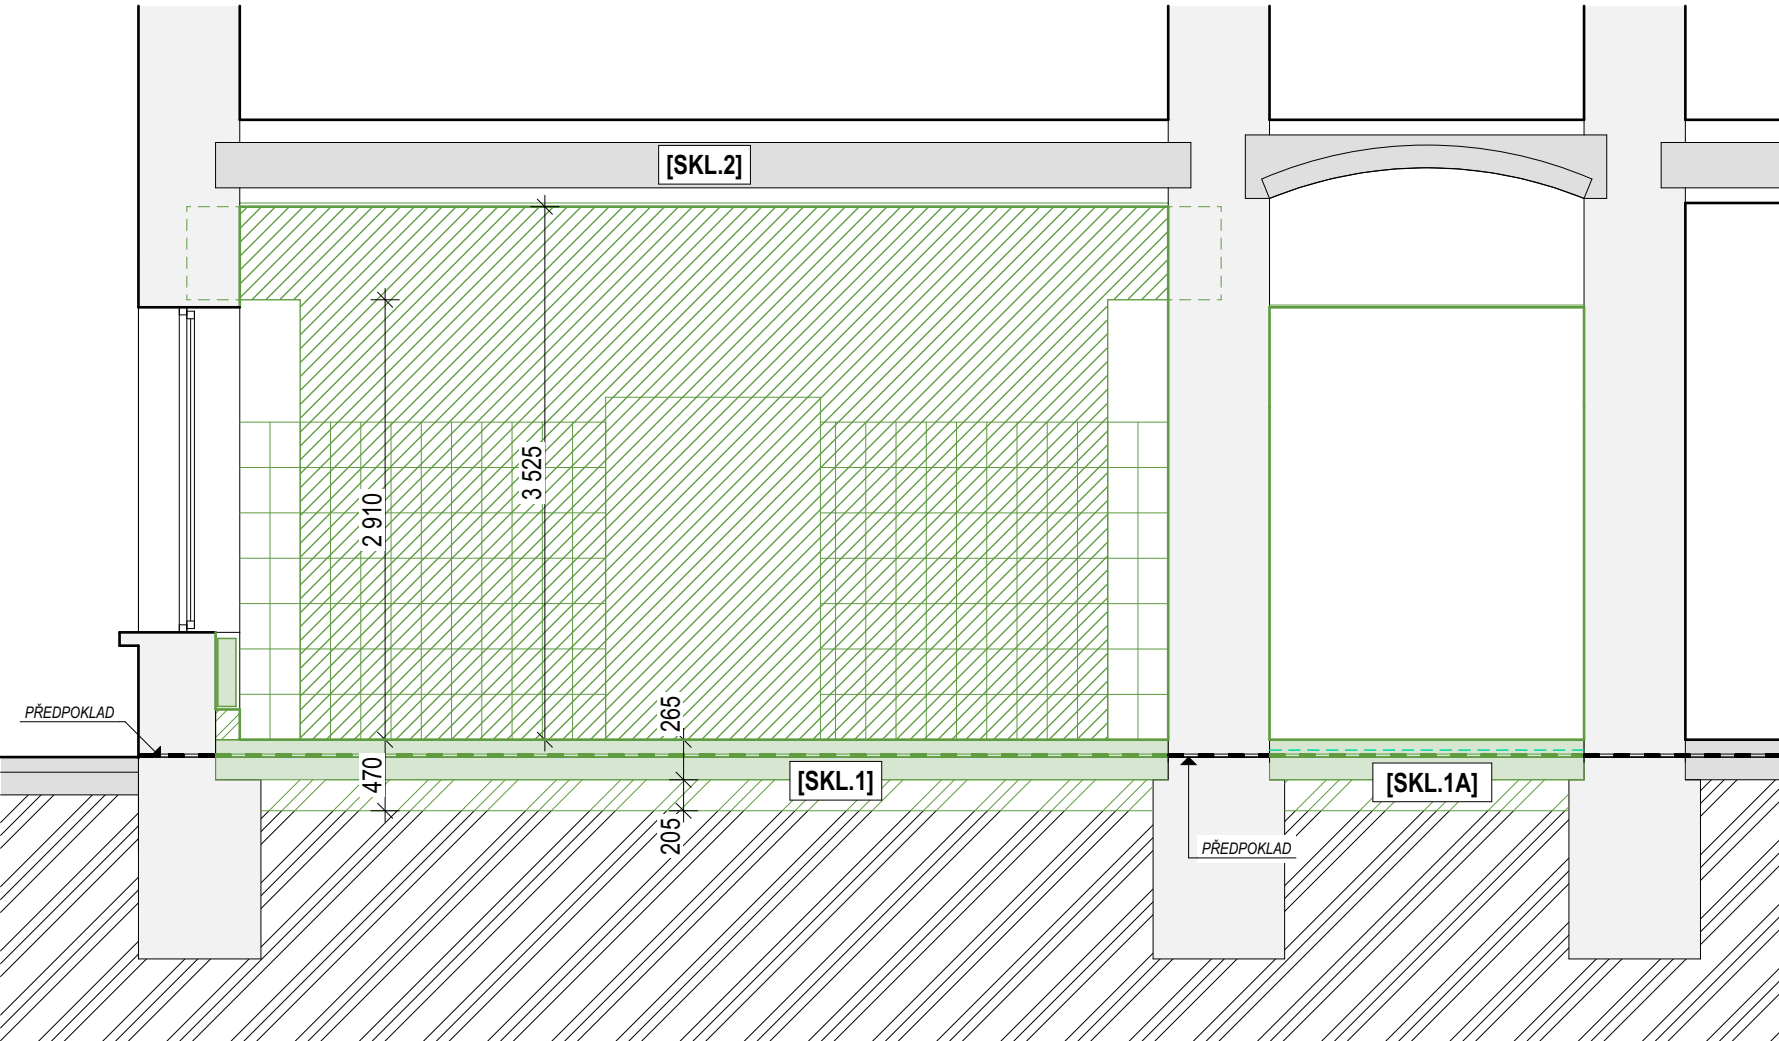 [SKL.2]
3 525
2 910
265
PŘEDPOKLAD
470
[SKL.1]
[SKL.1A]
205
PŘEDPOKLAD